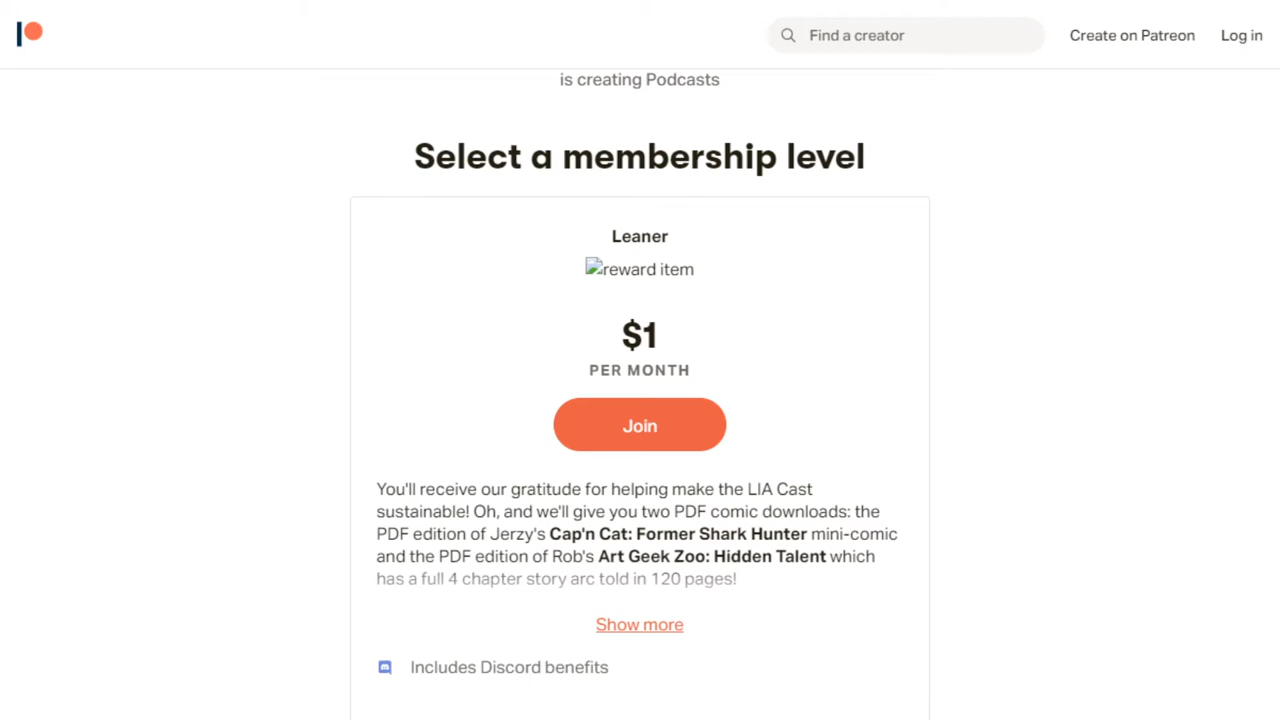 Find a creator
Create on Patreon
Log in
is creating Podcasts
Select a membership level
Leaner
reward item
$1
PER MONTH
Join
You'll receive our gratitude for helping make the LIA Cast
sustainable! Oh, and we'll give you two PDF comic downloads: the
PDF edition of Jerzy's Cap'n Cat: Former Shark Hunter mini-comic
and the PDF edition of Rob's Art Geek Zoo: Hidden Talent which
has a full 4 chapter story arc told in 120 pages!
Show more
Includes Discord benefits